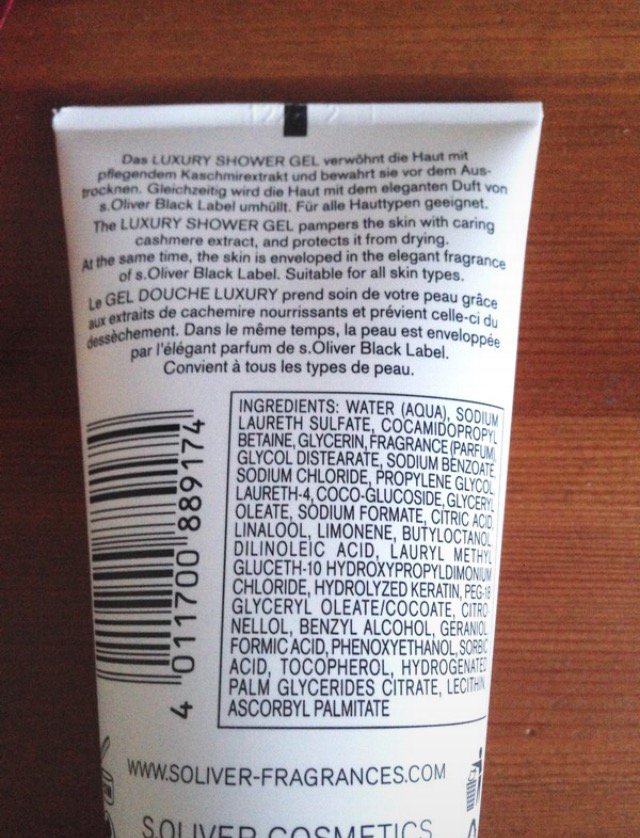 Das LUXURY SHOWER GEL verwöhnt die Haut mit
pflegendem Kaschmirextrakt und bewahrt sie vor dem Aus-
trocknen. Gleichzeitig wird die Haut mit dem eleganten Duft von
s.Oliver Black Label umhüllt. Für alle Hauttypen geeignet.
The LUXURY SHOWER GEL pampers the skin with caring
cashmere extract, and protects it from drying.
At the same time, the skin is enveloped in the elegant fragrance
of s.Oliver Black Label. Suitable for all skin types.
Le GEL DOUCHE LUXURY prend soin de votre peau grâce
aux extraits de cachemire nourrissants et prévient celle-ci du
dessèchement. Dans le même temps, la peau est enveloppée
par l'élégant parfum de s.Oliver Black Label.
Convient à tous les types de peau.
INGREDIENTS: WATER (AQUA), SODIUM
LAURETH SULFATE, COCAMIDOPROPYL
BETAINE, GLYCERIN, FRAGRANCE (PARFUM),
GLYCOL DISTEARATE, SODIUM BENZOATE,
SODIUM CHLORIDE, PROPYLENE GLYCOL,
LAURETH-4, COCO-GLUCOSIDE, GLYCERYL
OLEATE, SODIUM FORMATE, CITRIC ACID,
LINALOOL, LIMONENE, BUTYLOCTANOL,
DILINOLEIC ACID, LAURYL METHYL
GLUCETH-10 HYDROXYPROPYLDIMONIUM
CHLORIDE, HYDROLYZED KERATIN, PEG-18
GLYCERYL OLEATE/COCOATE, CITRO-
NELLOL, BENZYL ALCOHOL, GERANIOL,
FORMIC ACID, PHENOXYETHANOL, SORBIC
ACID, TOCOPHEROL, HYDROGENATED
PALM GLYCERIDES CITRATE, LECITHIN,
ASCORBYL PALMITATE
4 011700 889174
WWW.SOLIVER-FRAGRANCES.COM
S.OLIVER COSMETICS